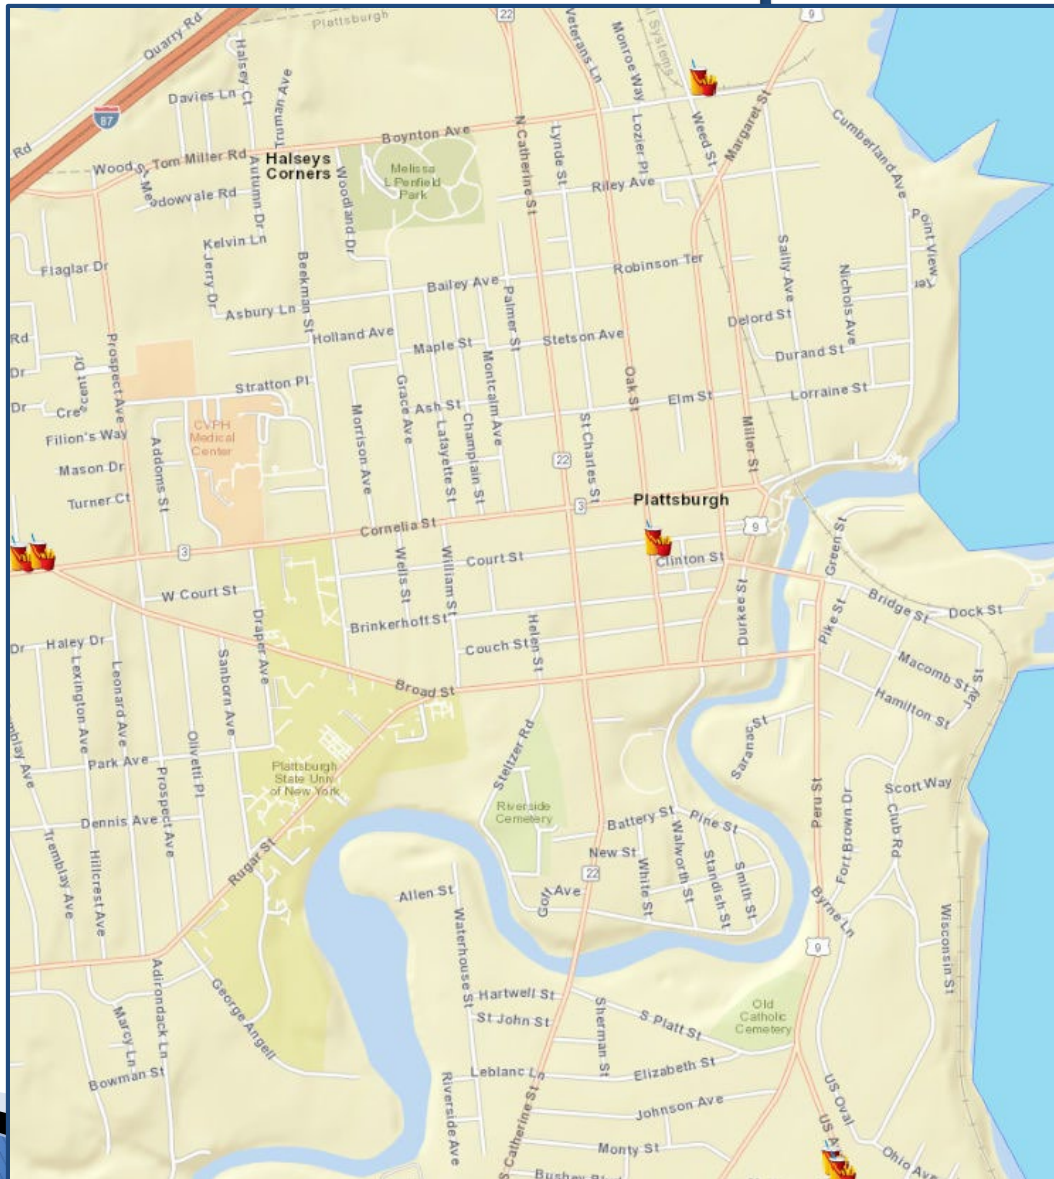 Quarry Rd
Plattsburgh
22
Veterans Ln
Monroe Way
al Systems
9
Halsey Ct
Truman Ave
Davies Ln
87
Rd
Boynton Ave
N Catherine St
Lynde St
Lozier Pl
Weed St
Margaret St
Cumberland Ave
Wood
Tom Miller Rd
Halseys
Corners
Melissa
L Penfield
Park
Riley Ave
Autumn Dr
Woodland Dr
dowvale Rd
Kelvin Ln
Jerry Dr
Flaglar Dr
Beekman St
Point View
Ter
Sailly Ave
Nichols Ave
Robinson Ter
Bailey Ave
Palmer St
Asbury Ln
Delord St
Rd
Prospect Ave
Holland Ave
Maple St
Stetson Ave
Durand St
Dr
Stratton Pl
Montcalm Ave
Oak St
Elm St
Lorraine St
Dr
Cre
scent Dr
Grace Ave
Ash St
Filion's Way
CVPH
Medical
Center
Morrison Ave
Lafayette St
Champlain St
St Charles St
Miller St
Mason Dr
Addoms St
22
Turner Ct
Plattsburgh
3
Cornelia St
9
3
Court St
Clinton St
Green St
Wells St
William St
W Court St
Durkee St
Bridge St
Dock St
Brinkerhoff St
Pike St
Draper Ave
Helen St
Couch St
Dr
Haley Dr
Macomb St
Lexington Ave
Leonard Ave
Sanborn Ave
Broad St
Hamilton St
Jay St
mblay Ave
Olivetti Pl
Steltzer Rd
Saranac St
Park Ave
Plattsburgh
State Univ
of New York
Prospect Ave
Peru St
Scott Way
Riverside
Cemetery
Fort Brown Dr
Club Rd
Dennis Ave
Battery St
Pine St
Tremblay Ave
Hillcrest Ave
Rugar St
New St
White St
Walworth St
Standish St
Smith St
22
Allen St
Golf Ave
Byrne Ln
Waterhouse St
Wisconsin St
9
Adirondack Ln
George Angell
Hartwell St
St John St
Sherman St
S Platt St
Old
Catholic
Cemetery
Marcy Ln
Bowman St
Leblanc Ln
Elizabeth St
Riverside Ave
S Catherine St
Johnson Ave
US Oval
US A
Monty St
Ohio Ave